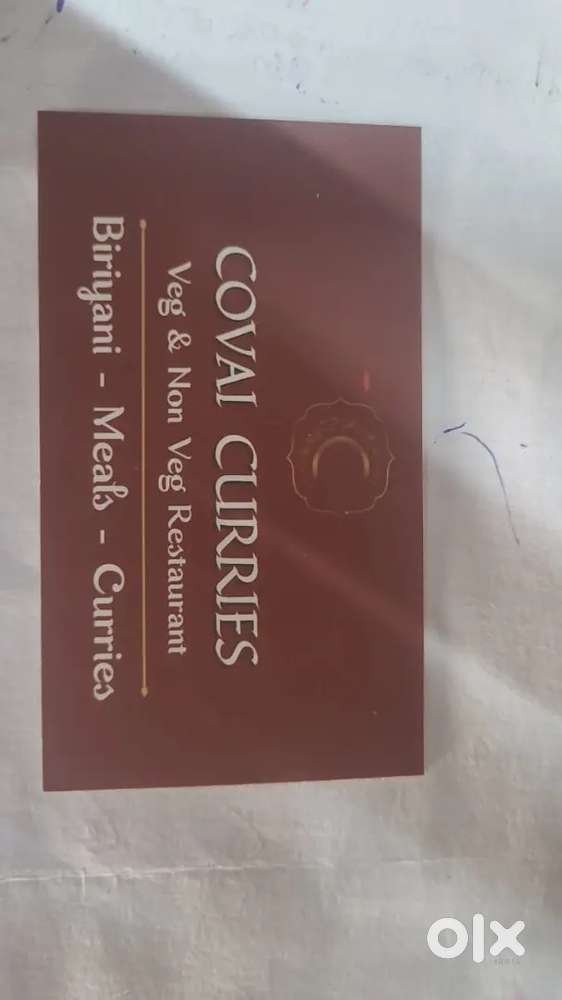 COVAI CURRIES
Veg & Non Veg Restaurant
Biriyani - Meals - Curries
olx